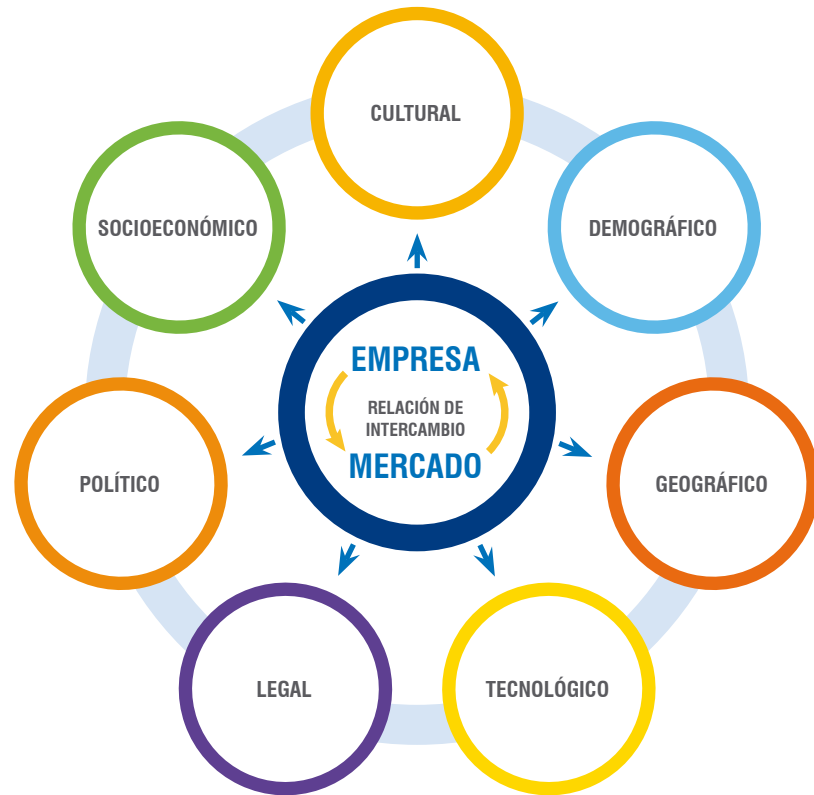 CULTURAL
SOCIOECONÓMICO
DEMOGRÁFICO
EMPRESA
RELACIÓN DE
INTERCAMBIO
MERCADO
POLÍTICO
GEOGRÁFICO
LEGAL
TECNOLÓGICO